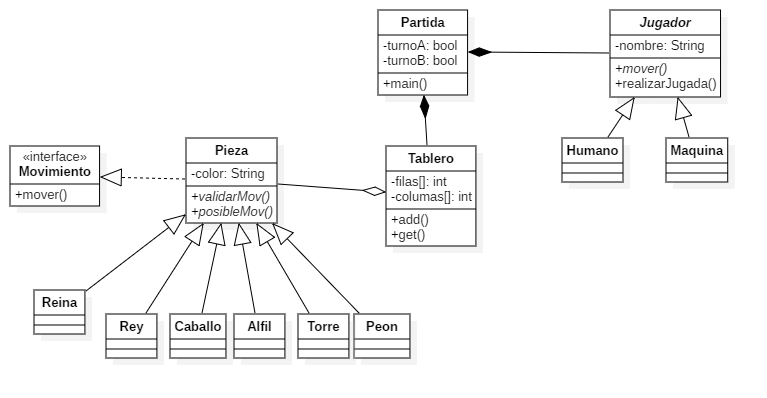 Partida
-turnoA: bool
-turnoB: bool
+main()
Jugador
-nombre: String
+mover()
+realizarJugada()
Humano
Maquina
«interface»
Movimiento
+mover()
Pieza
-color: String
+validarMov()
+posibleMov()
Tablero
-filas[]: int
-columas[]: int
+add()
+get()
Reina
Rey
Caballo
Alfil
Torre
Peon